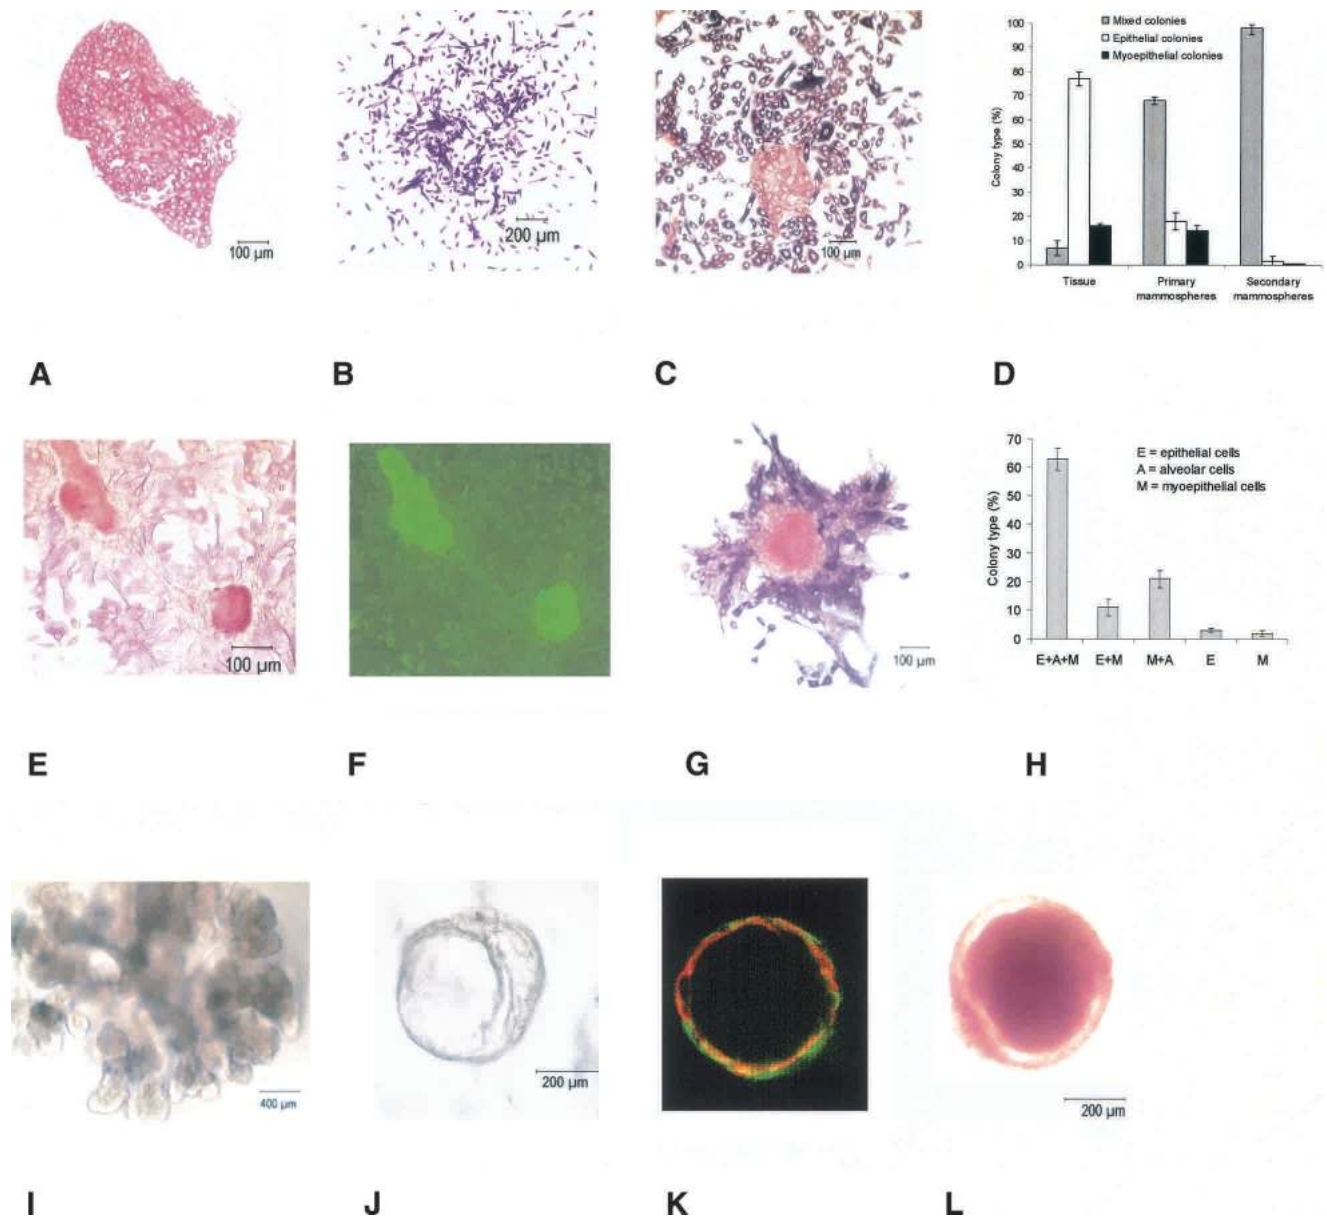 100 µm
200 µm
100 µm
Colony type (%)
100
90
80
70
60
50
40
30
20
10
0
Mixed colonies
Epithelial colonies
Myoepithelial colonies
Tissue
Primary
mammospheres
Secondary
mammospheres
A
B
C
D
100 µm
100 µm
Colony type (%)
70
60
50
40
30
20
10
0
E = epithelial cells
A = alveolar cells
M = myoepithelial cells
E+A+M
E+M
M+A
E
M
E
F
G
H
400 µm
200 µm
200 µm
I
J
K
L